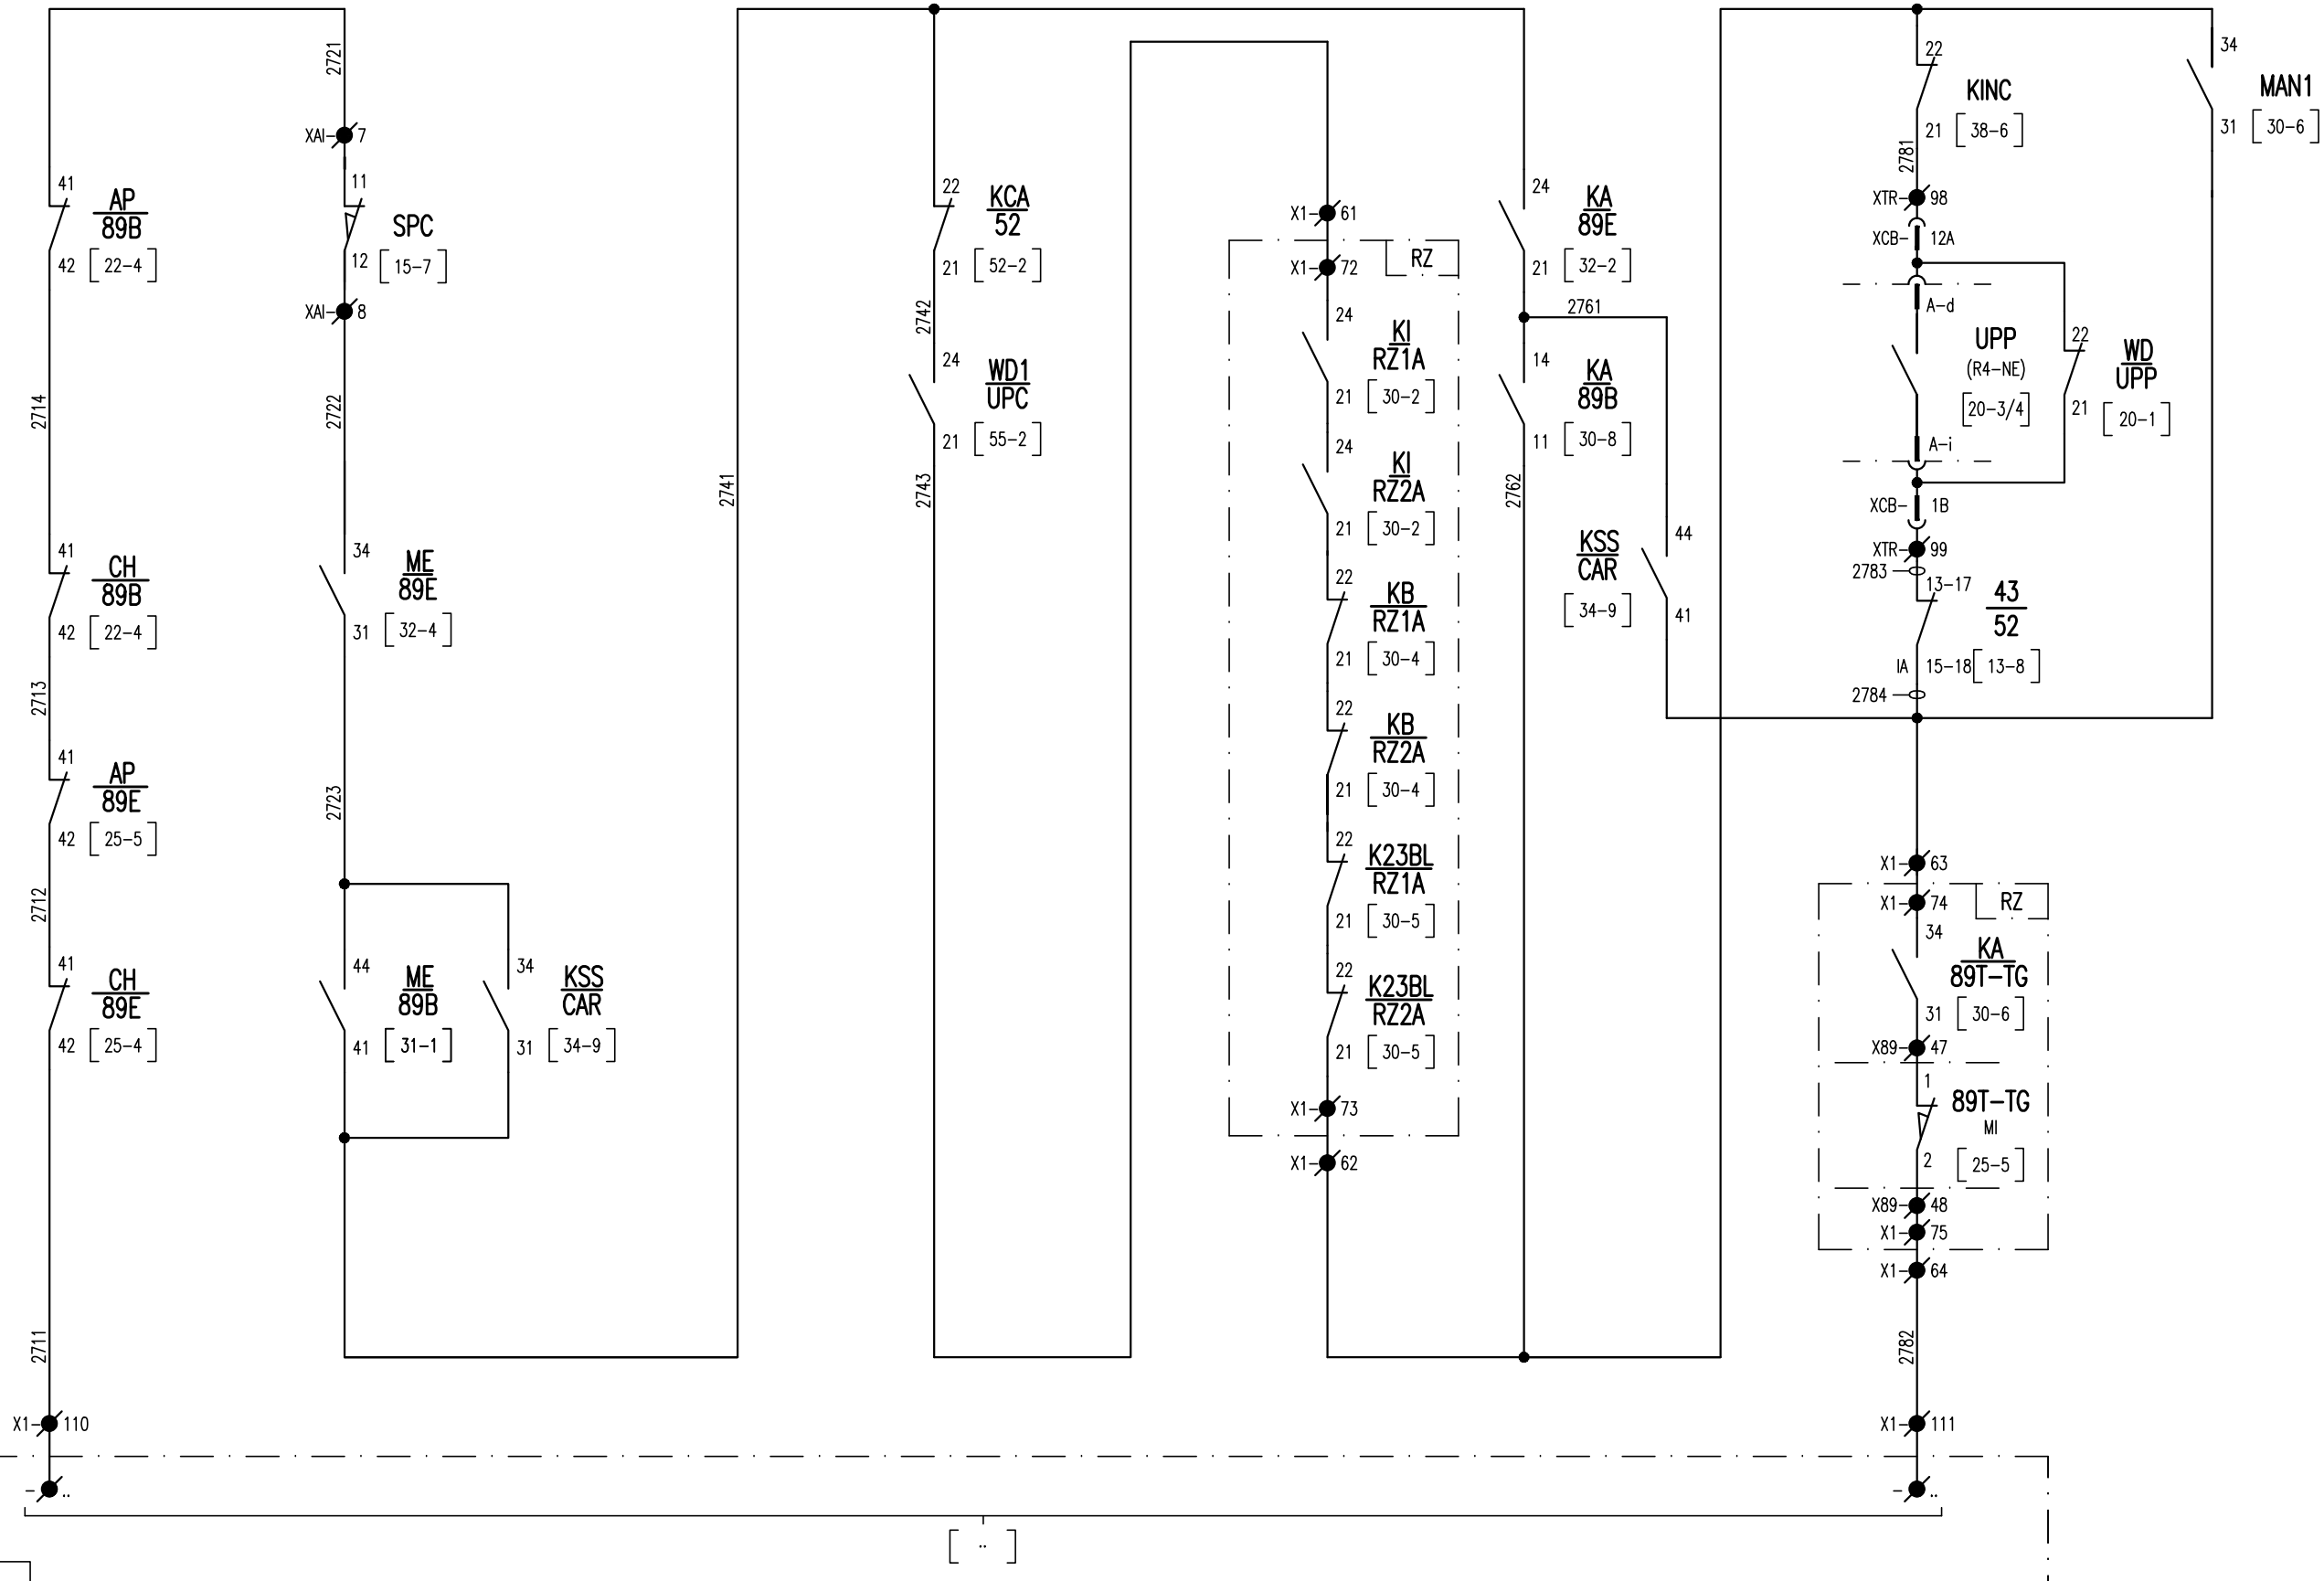 2721
XAI- 7
11
SPC
12 [15-7]
XAI- 8
41
AP
89B
42 [22-4]
2714
2722
41
CH
89B
42 [22-4]
34
ME
89E
31 [32-4]
2713
41
AP
89E
42 [25-5]
2723
2712
41
CH
89E
42 [25-4]
44
ME
89B
41 [31-1]
34
KSS
CAR
31 [34-9]
2711
X1- 110
- ..
2741
22
KCA
52
21 [52-2]
2742
24
WD1
UPC
21 [55-2]
2743
X1- 61
RZ
X1- 72
24
KI
RZ1A
21 [30-2]
24
KI
RZ2A
21 [30-2]
22
KB
RZ1A
21 [30-4]
22
KB
RZ2A
21 [30-4]
22
K23BL
RZ1A
21 [30-5]
22
K23BL
RZ2A
21 [30-5]
X1- 73
X1- 62
24
KA
89E
21 [32-2]
2761
14
KA
89B
11 [30-8]
2762
44
KSS
CAR
[34-9] 41
22
KINC
21 [38-6]
2781
34
MAN1
31 [30-6]
XTR- 98
XCB- 12A
A-d
UPP
(R4-NE)
[20-3/4]
A-i
22
WD
UPP
21 [20-1]
XCB- 1B
XTR- 99
2783
13-17
43
52
IA 15-18 [13-8]
2784
X1- 63
RZ
X1- 74
34
KA
89T-TG
31 [30-6]
X89- 47
1
89T-TG
MI
2 [25-5]
X89- 48
X1- 75
X1- 64
2782
X1- 111
- ..
[..]